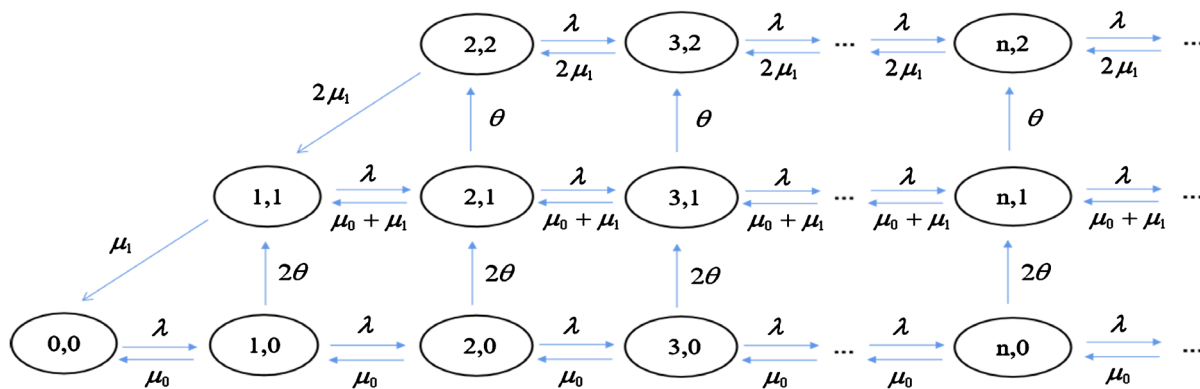 λ λ λ λ
2,2 3,2 ... n,2 ...
2μ₁ 2μ₁ 2μ₁ 2μ₁
2μ₁ θ θ θ
λ λ λ λ λ
1,1 2,1 3,1 ... n,1 ...
μ₀ + μ₁ μ₀ + μ₁ μ₀ + μ₁ μ₀ + μ₁ μ₀ + μ₁
μ₁ 2θ 2θ 2θ 2θ
λ λ λ λ λ λ
0,0 1,0 2,0 3,0 ... n,0 ...
μ₀ μ₀ μ₀ μ₀ μ₀ μ₀